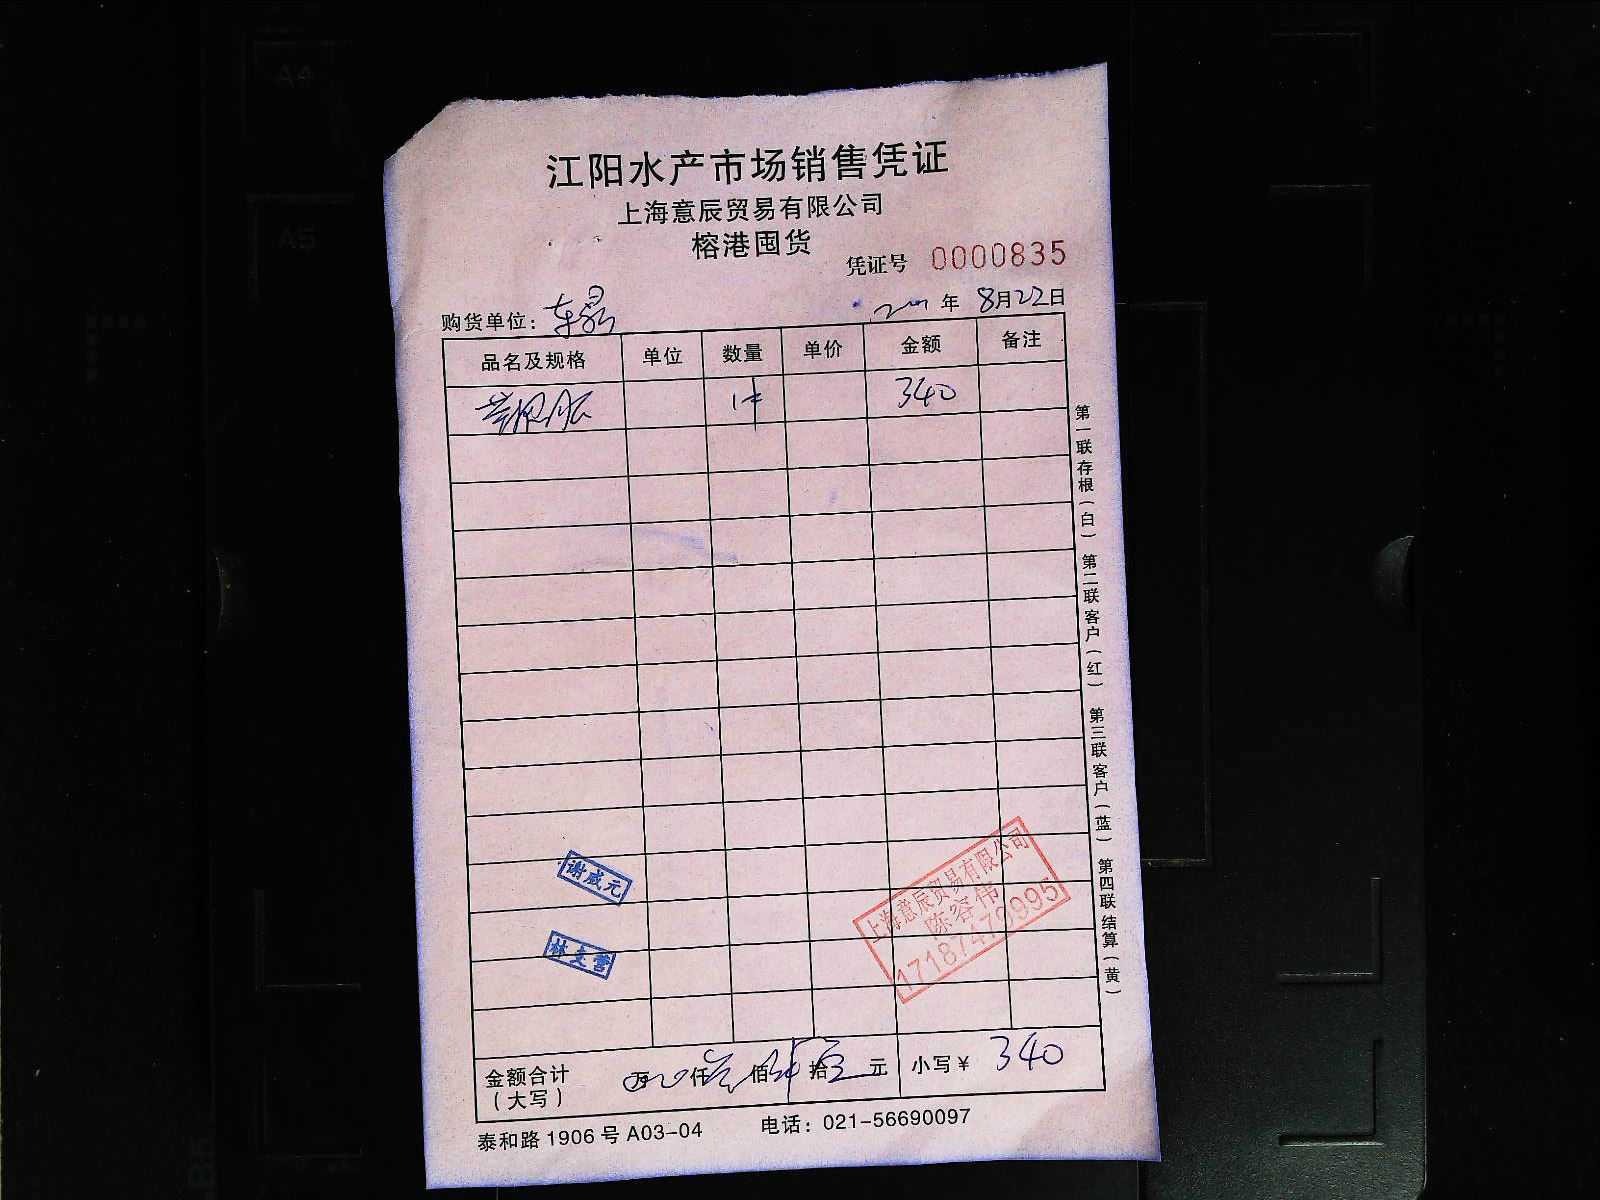 A4
A5
江阳水产市场销售凭证
上海意辰贸易有限公司
榕港囤货
凭证号 0000835
购货单位： 年 8月22日
品名及规格 单位 数量 单价 金额 备注
1件 340
第一联存根（白） 第二联客户（红） 第三联客户（蓝） 第四联结算（黄）
谢成元
林文营
上海意辰贸易有限公司
陈容伟
17187479995
金额合计 万 仟 佰 拾 元 小写￥ 340
（大写）
泰和路1906号A03-04 电话：021-56690097